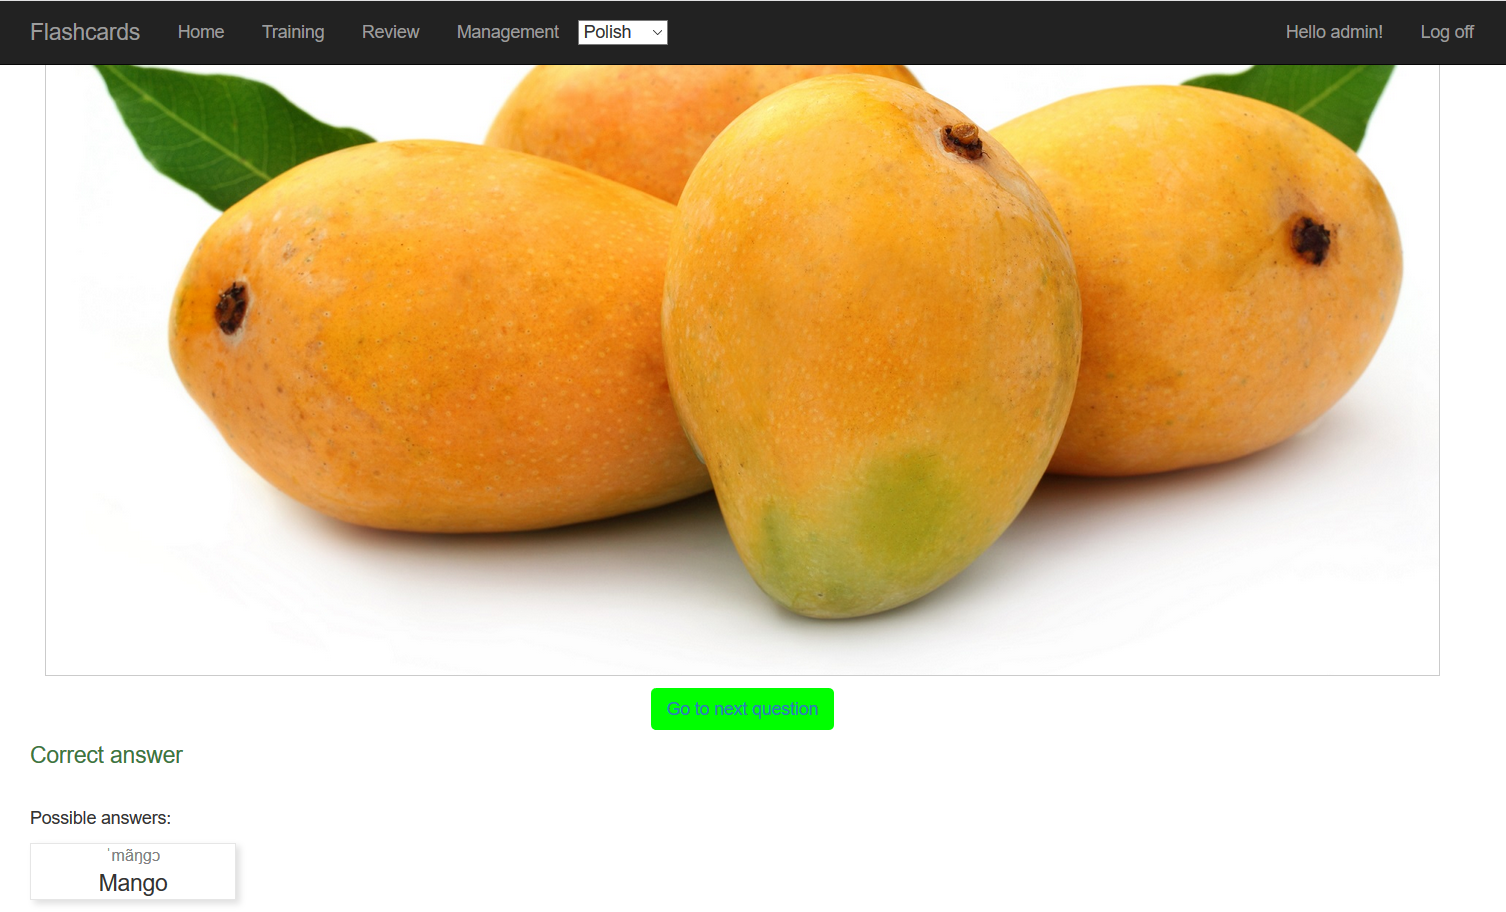 Flashcards Home Training Review Management Polish Hello admin! Log off
Go to next question
Correct answer
Possible answers:
ˈmãŋɡɔ
Mango